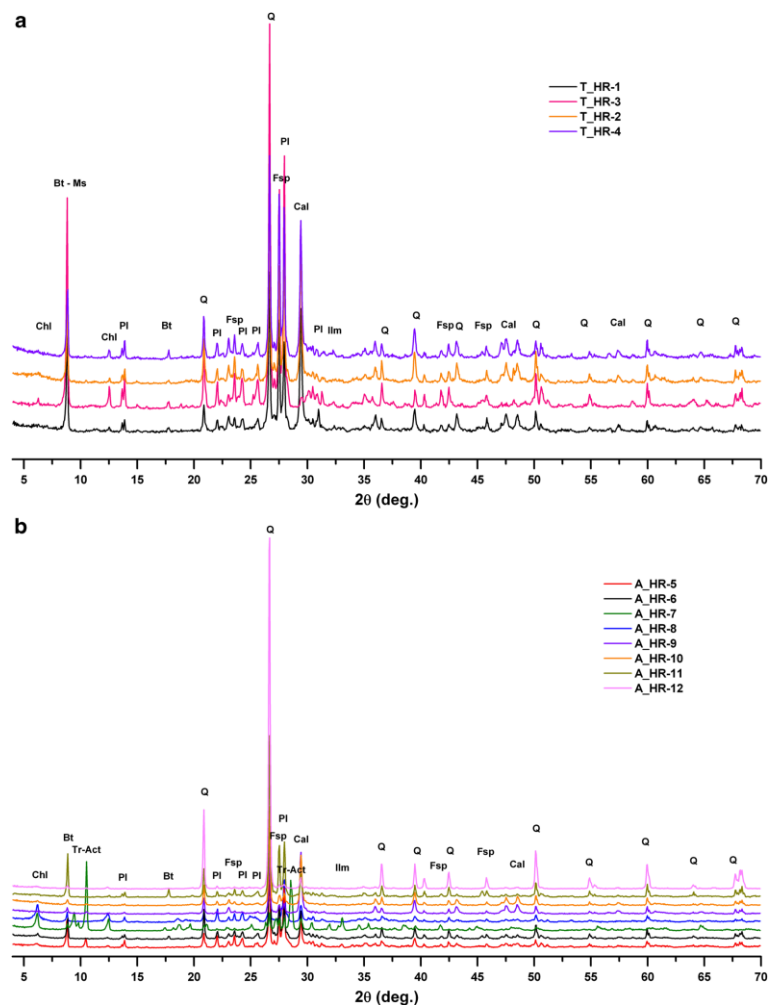 a
Q
T_HR-1
T_HR-3
T_HR-2
T_HR-4
Pl
Bt - Ms
Fsp
Cal
Q
Chl
Chl
Pl
Bt
Pl
Fsp
Pl
Pl
Pl
Ilm
Q
Q
Fsp
Q
Fsp
Cal
Q
Q
Cal
Q
Q
Q
5 10 15 20 25 30 35 40 45 50 55 60 65 70
2θ (deg.)
b
Q
A_HR-5
A_HR-6
A_HR-7
A_HR-8
A_HR-9
A_HR-10
A_HR-11
A_HR-12
Q
Pl
Bt
Fsp
Cal
Tr-Act
Chl
Pl
Bt
Pl
Fsp
Pl
Pl
Tr-Act
Ilm
Q
Q
Fsp
Q
Fsp
Cal
Q
Q
Q
Q
Q
5 10 15 20 25 30 35 40 45 50 55 60 65 70
2θ (deg.)